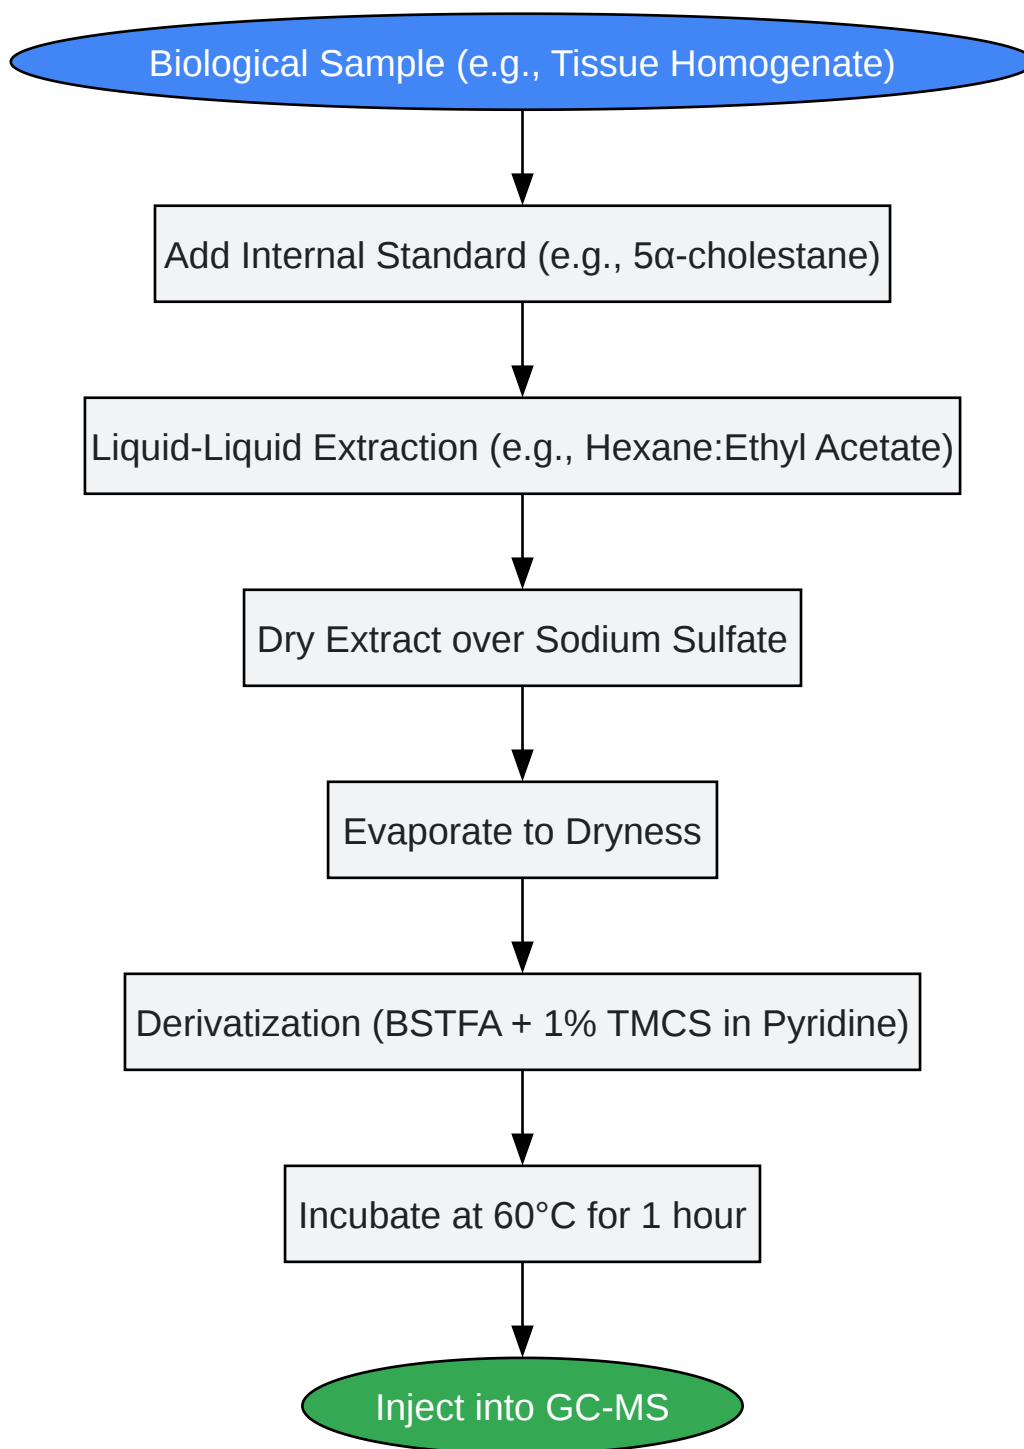 Biological Sample (e.g., Tissue Homogenate)
Add Internal Standard (e.g., 5α-cholestane)
Liquid-Liquid Extraction (e.g., Hexane:Ethyl Acetate)
Dry Extract over Sodium Sulfate
Evaporate to Dryness
Derivatization (BSTFA + 1% TMCS in Pyridine)
Incubate at 60°C for 1 hour
Inject into GC-MS